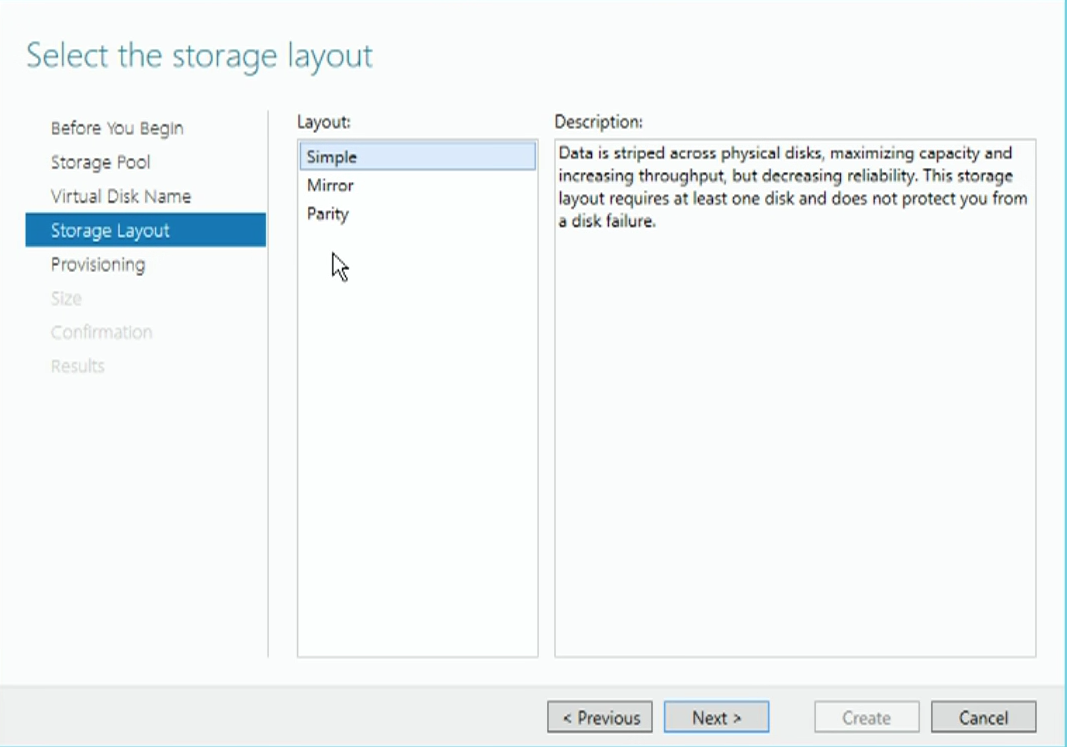 Select the storage layout
Before You Begin
Storage Pool
Virtual Disk Name
Storage Layout
Provisioning
Size
Confirmation
Results
Layout:
Simple
Mirror
Parity
Description:
Data is striped across physical disks, maximizing capacity and
increasing throughput, but decreasing reliability. This storage
layout requires at least one disk and does not protect you from
a disk failure.
< Previous
Next >
Create
Cancel